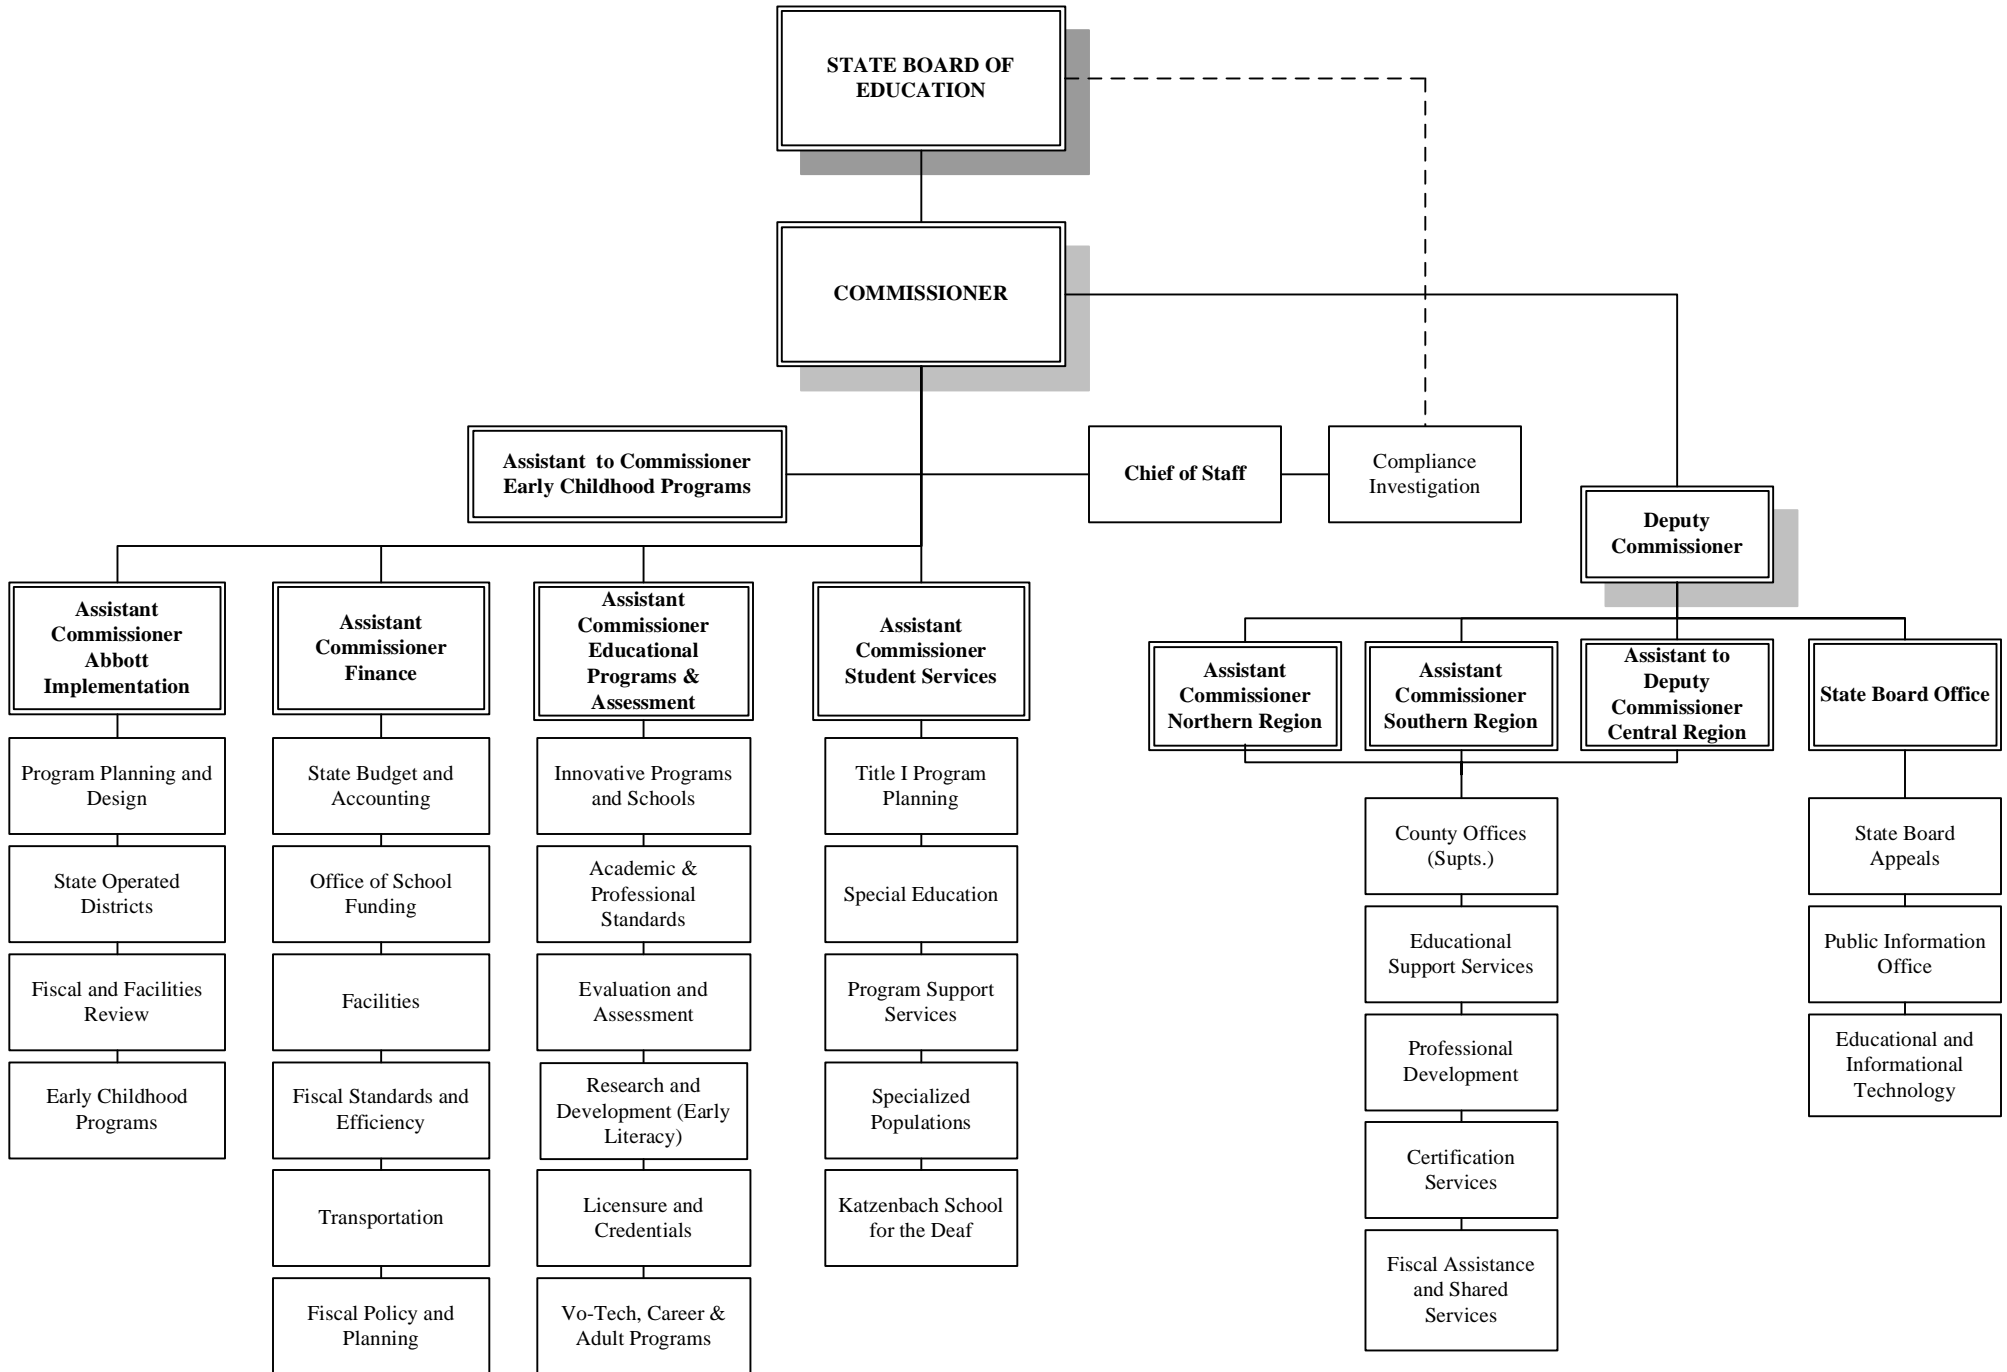 STATE BOARD OF
EDUCATION
COMMISSIONER
Assistant to Commissioner
Early Childhood Programs
Chief of Staff
Compliance
Investigation
Deputy
Commissioner
Assistant
Commissioner
Abbott
Implementation
Assistant
Commissioner
Finance
Assistant
Commissioner
Educational
Programs &
Assessment
Assistant
Commissioner
Student Services
Assistant
Commissioner
Northern Region
Assistant
Commissioner
Southern Region
Assistant to
Deputy
Commissioner
Central Region
State Board Office
Program Planning and
Design
State Operated
Districts
Fiscal and Facilities
Review
Early Childhood
Programs
State Budget and
Accounting
Office of School
Funding
Facilities
Fiscal Standards and
Efficiency
Transportation
Fiscal Policy and
Planning
Innovative Programs
and Schools
Academic &
Professional
Standards
Evaluation and
Assessment
Research and
Development (Early
Literacy)
Licensure and
Credentials
Vo-Tech, Career &
Adult Programs
Title I Program
Planning
Special Education
Program Support
Services
Specialized
Populations
Katzenbach School
for the Deaf
County Offices
(Supts.)
Educational
Support Services
Professional
Development
Certification
Services
Fiscal Assistance
and Shared
Services
State Board
Appeals
Public Information
Office
Educational and
Informational
Technology